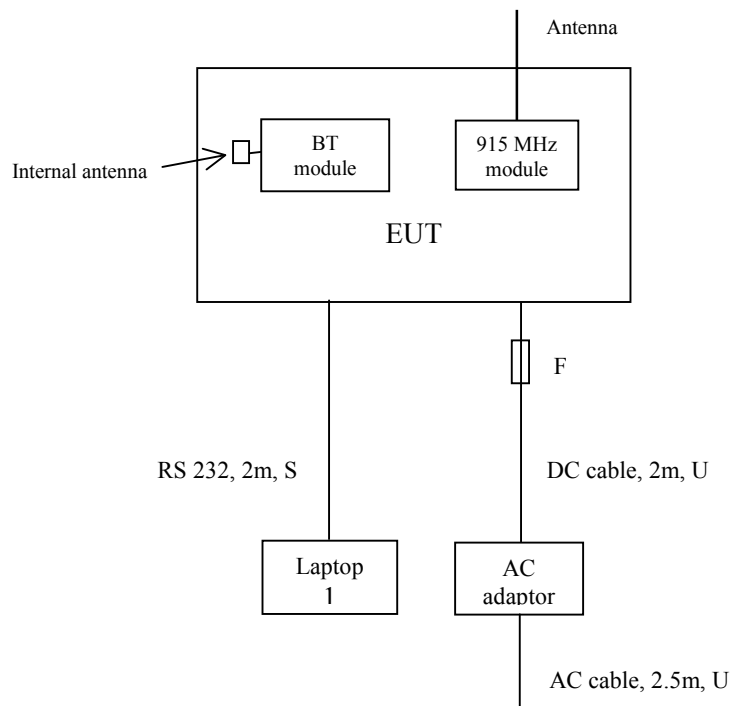 Antenna
BT
module
915 MHz
module
Internal antenna
EUT
F
RS 232, 2m, S
DC cable, 2m, U
Laptop
1
AC
adaptor
AC cable, 2.5m, U